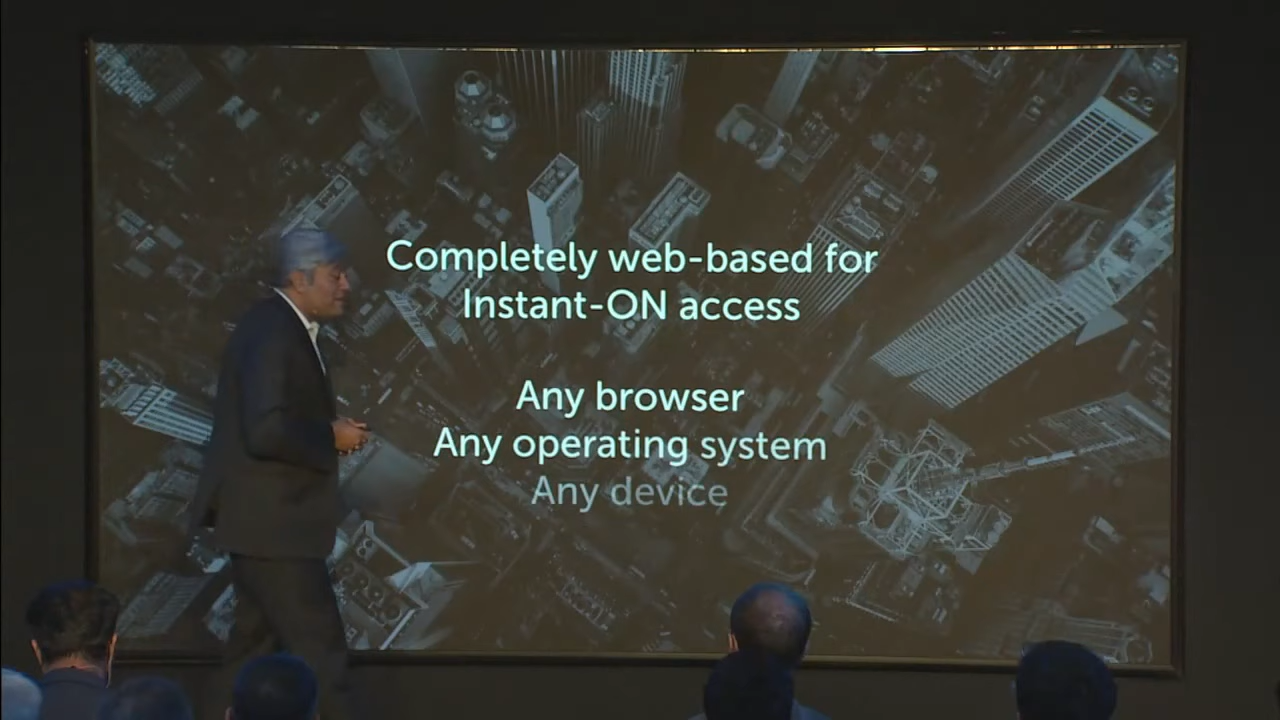 Completely web-based for
Instant-ON access
Any browser
Any operating system
Any device